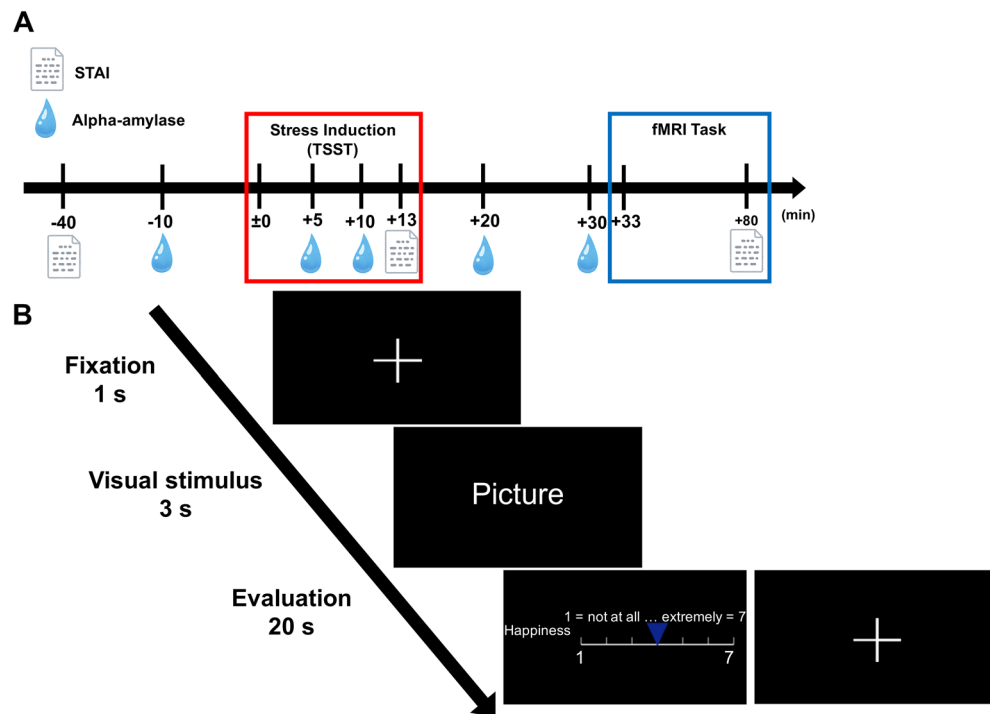 A
STAI
Alpha-amylase
Stress Induction
(TSST)
fMRI Task
-40
-10
±0
+5
+10
+13
+20
+30
+33
+80
(min)
B
Fixation
1 s
Visual stimulus
3 s
Picture
Evaluation
20 s
1 = not at all … extremely = 7
Happiness
1
7